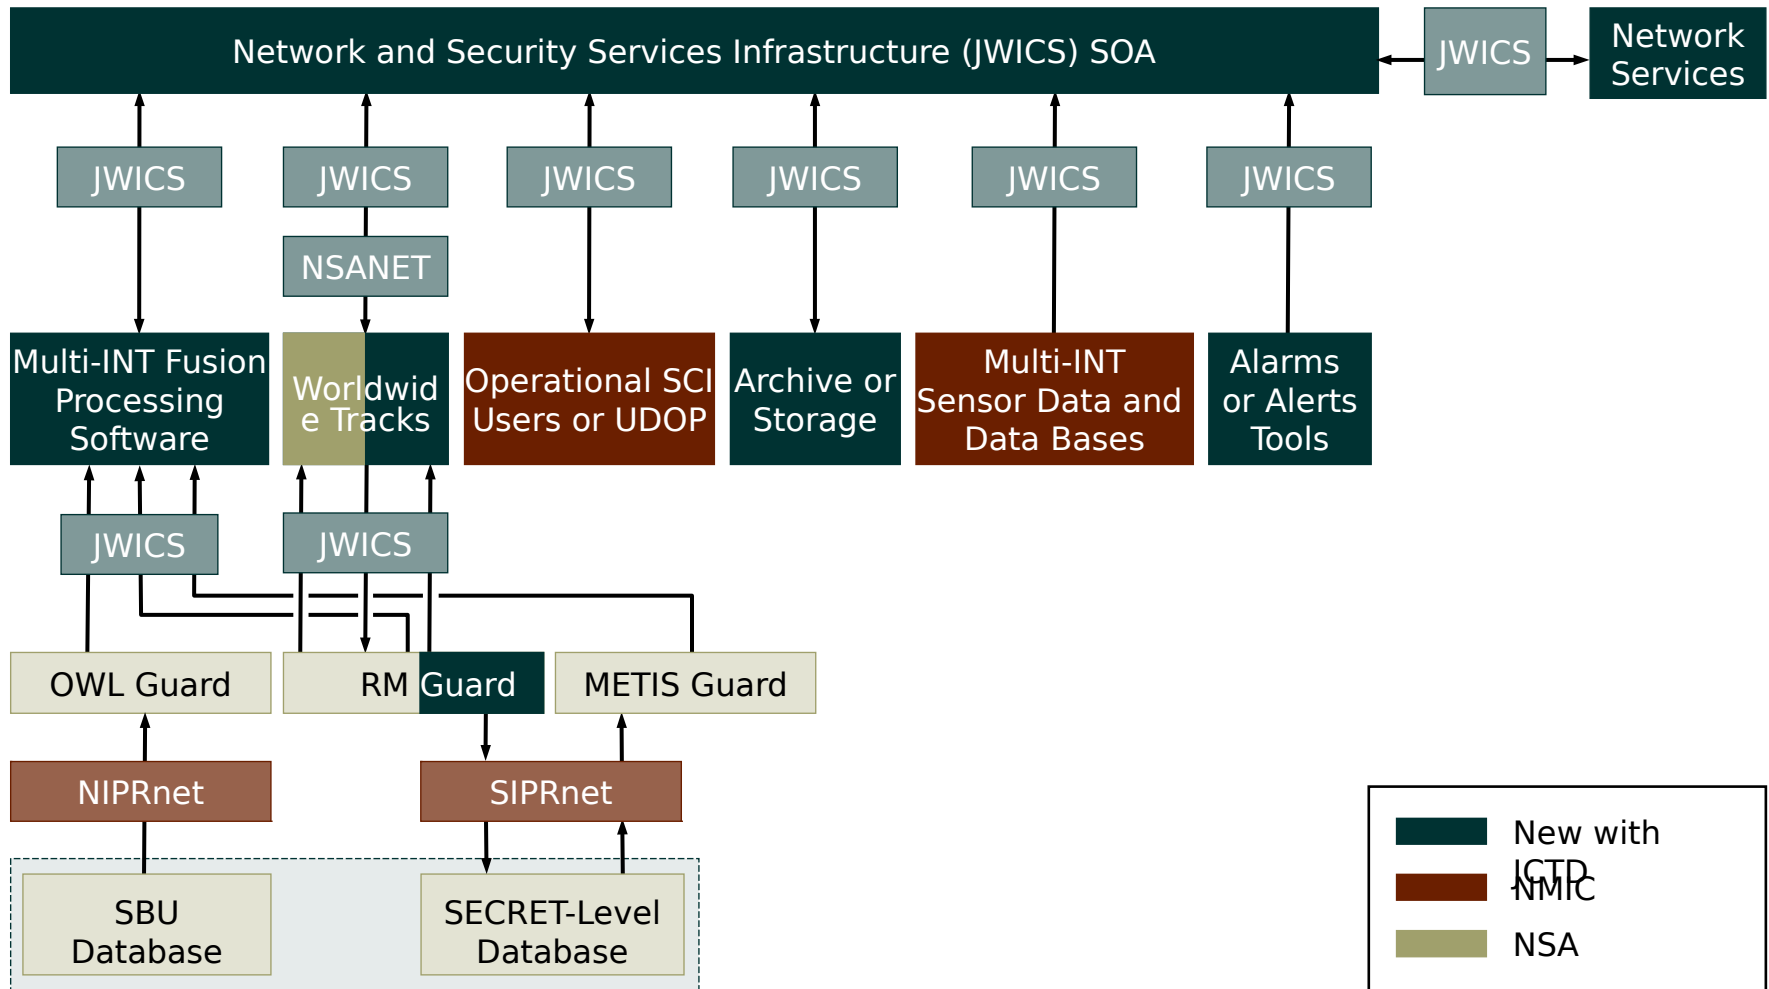 Network and Security Services Infrastructure (JWICS) SOA
JWICS
Network
Services
JWICS
JWICS
JWICS
JWICS
JWICS
JWICS
NSANET
Multi-INT Fusion
Processing
Software
Worldwid
e Tracks
Operational SCI
Users or UDOP
Archive or
Storage
Multi-INT
Sensor Data and
Data Bases
Alarms
or Alerts
Tools
JWICS
JWICS
OWL Guard
RM Guard
METIS Guard
NIPRnet
SIPRnet
SBU
Database
SECRET-Level
Database
New with
JCTD
NMIC
NSA